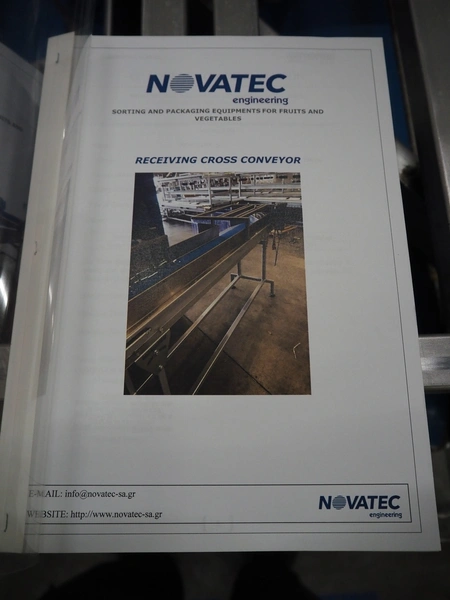 NOVATEC
engineering
SORTING AND PACKAGING EQUIPMENTS FOR FRUITS AND
VEGETABLES
RECEIVING CROSS CONVEYOR
E-MAIL: info@novatec-sa.gr
WEBSITE: http://www.novatec-sa.gr
NOVATEC
engineering